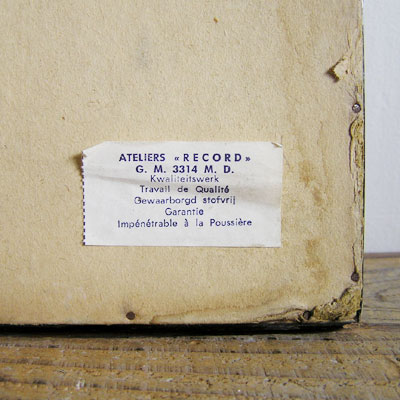 ATELIERS «RECORD»
G. M. 3314 M. D.
Kwaliteitswerk
Travail de Qualité
Gewaarborgd stofvrij
Garantie
Impénétrable à la Poussière